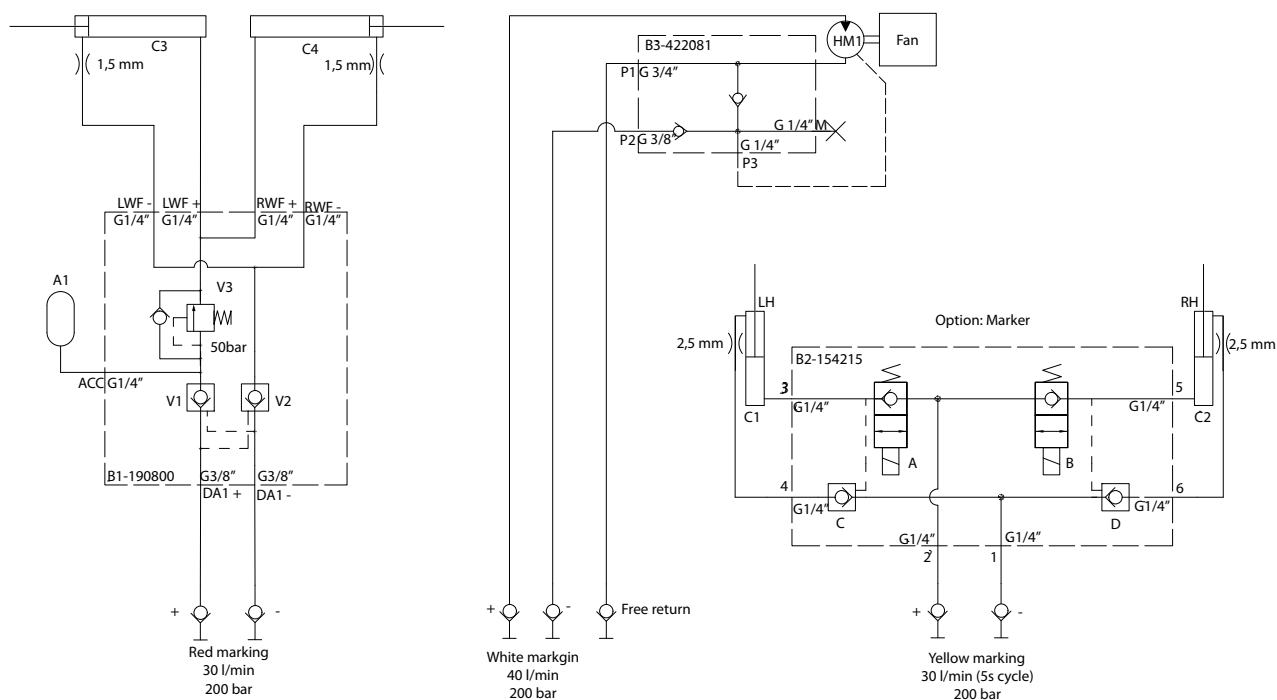 C3
C4
1,5 mm
1,5 mm
LWF -
G1/4"
LWF +
G1/4"
RWF +
G1/4"
RWF -
G1/4"
A1
V3
50bar
ACC
G1/4"
V1
V2
B1-190800
G3/8"
G3/8"
DA1 +
DA1 -
+
-
Red marking
30 l/min
200 bar
B3-422081
HM1
Fan
P1
G 3/4"
P2
G 3/8"
G 1/4"
M
G 1/4"
P3
+
-
Free return
White markgin
40 l/min
200 bar
Option: Marker
LH
RH
2,5 mm
2,5 mm
B2-154215
3
G1/4"
5
G1/4"
C1
C2
A
B
4
G1/4"
6
G1/4"
C
D
G1/4"
2
G1/4"
1
+
-
Yellow marking
30 l/min (5s cycle)
200 bar